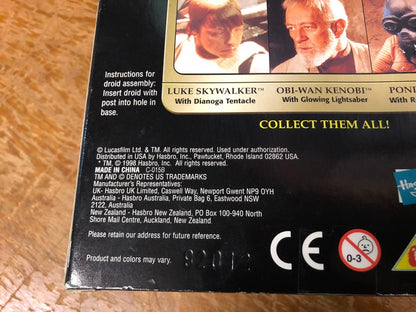 Instructions for
droid assembly:
Insert droid with
post into hole in
base.
LUKE SKYWALKER™
With Dianoga Tentacle
OBI-WAN KENOBI™
With Glowing Lightsaber
PON
With R
COLLECT THEM ALL!
© Lucasfilm Ltd. & TM. All rights reserved. Used under authorization.
Distributed in USA by Hasbro, Inc., Pawtucket, Rhode Island 02862 USA.
* TM, © 1998 Hasbro, Inc. All rights reserved.
MADE IN CHINA C-015B
TM AND © DENOTES US TRADEMARKS
Manufacturer's Representatives:
UK- Hasbro UK Limited, Caswell Way, Newport Gwent NP9 OYH
Australia - Hasbro Australia, Private Bag 6, Eastwood NSW
2122, Australia
New Zealand - Hasbro New Zealand, PO Box 100-940 North
Shore Mail Centre, Auckland, New Zealand
Please retain our address for future reference.
Product and colors may vary.
CE
0-3
Has